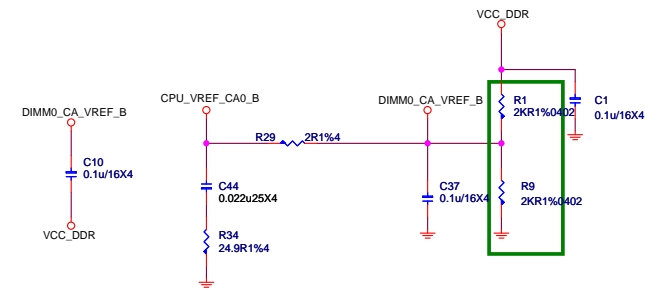 VCC_DDR
CPU_VREF_CA0_B
DIMM0_CA_VREF_B
R1
2KR1%0402
C1
0.1u/16X4
DIMM0_CA_VREF_B
R29 2R1%4
C10
0.1u/16X4
C44
0.022u25X4
C37
0.1u/16X4
R9
2KR1%0402
VCC_DDR
R34
24.9R1%4